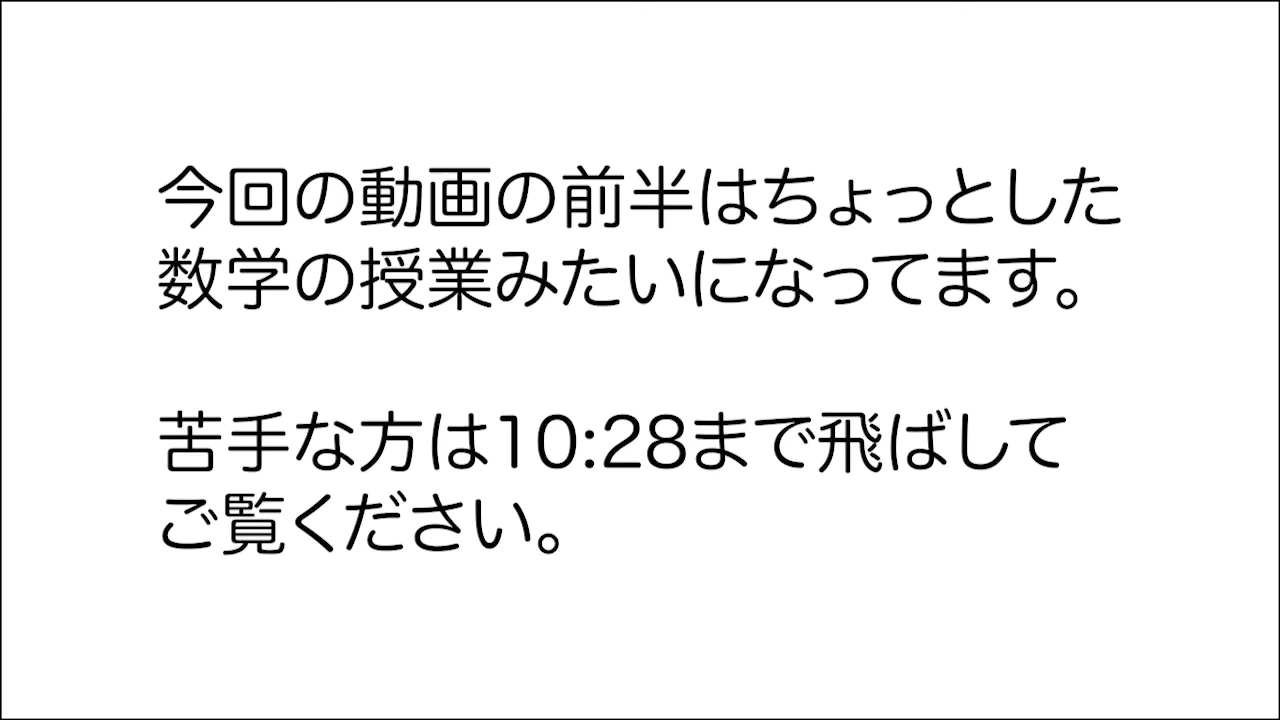 今回の動画の前半はちょっとした
数学の授業みたいになってます。
苦手な方は10:28まで飛ばして
ご覧ください。